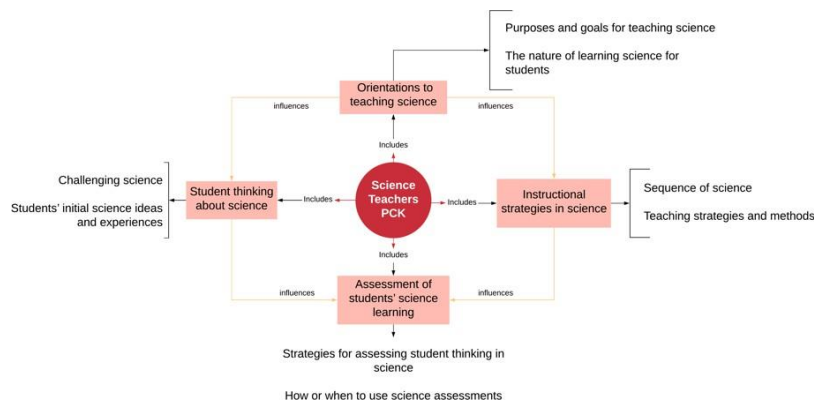 Purposes and goals for teaching science
The nature of learning science for
students
Orientations to
teaching science
influences
influences
Includes
Challenging science
Students' initial science ideas
and experiences
Student thinking
about science
Includes
Science
Teachers
PCK
Includes
Instructional
strategies in science
Sequence of science
Teaching strategies and methods
Includes
influences
Assessment of
students' science
learning
influences
Strategies for assessing student thinking in
science
How or when to use science assessments